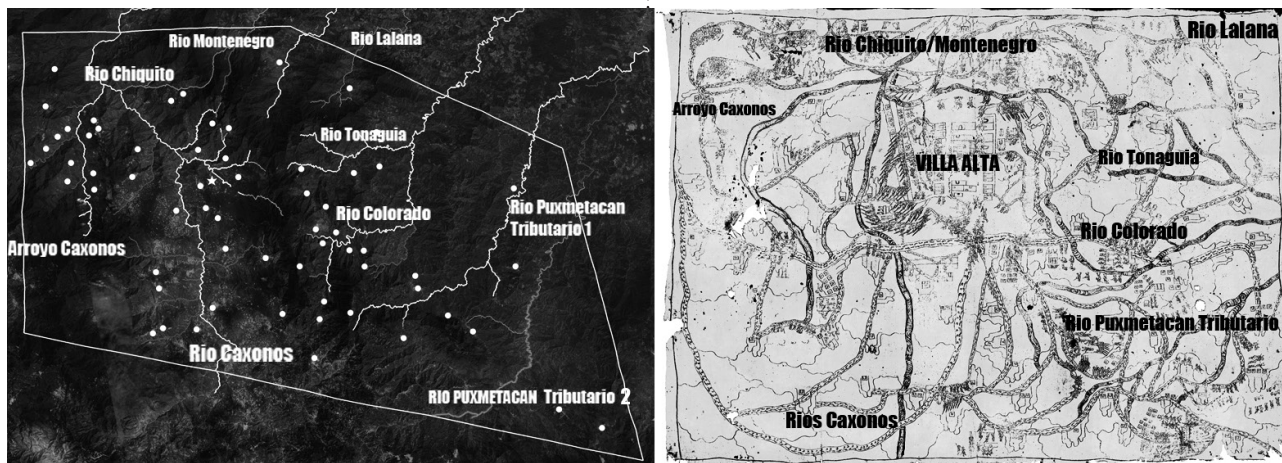 Rio Montenegro
Rio Lalana
Rio Chiquito
Rio Tonaguia
Rio Colorado
Rio Puxmetacan
Tributario 1
Arroyo Caxonos
Rio Caxonos
RIO PUXMETACAN Tributario 2
Rio Lalana
Rio Chiquito/Montenegro
Arroyo Caxonos
VILLA ALTA
Rio Tonaguia
Rio Colorado
Rio Puxmetacan Tributario
Rios Caxonos